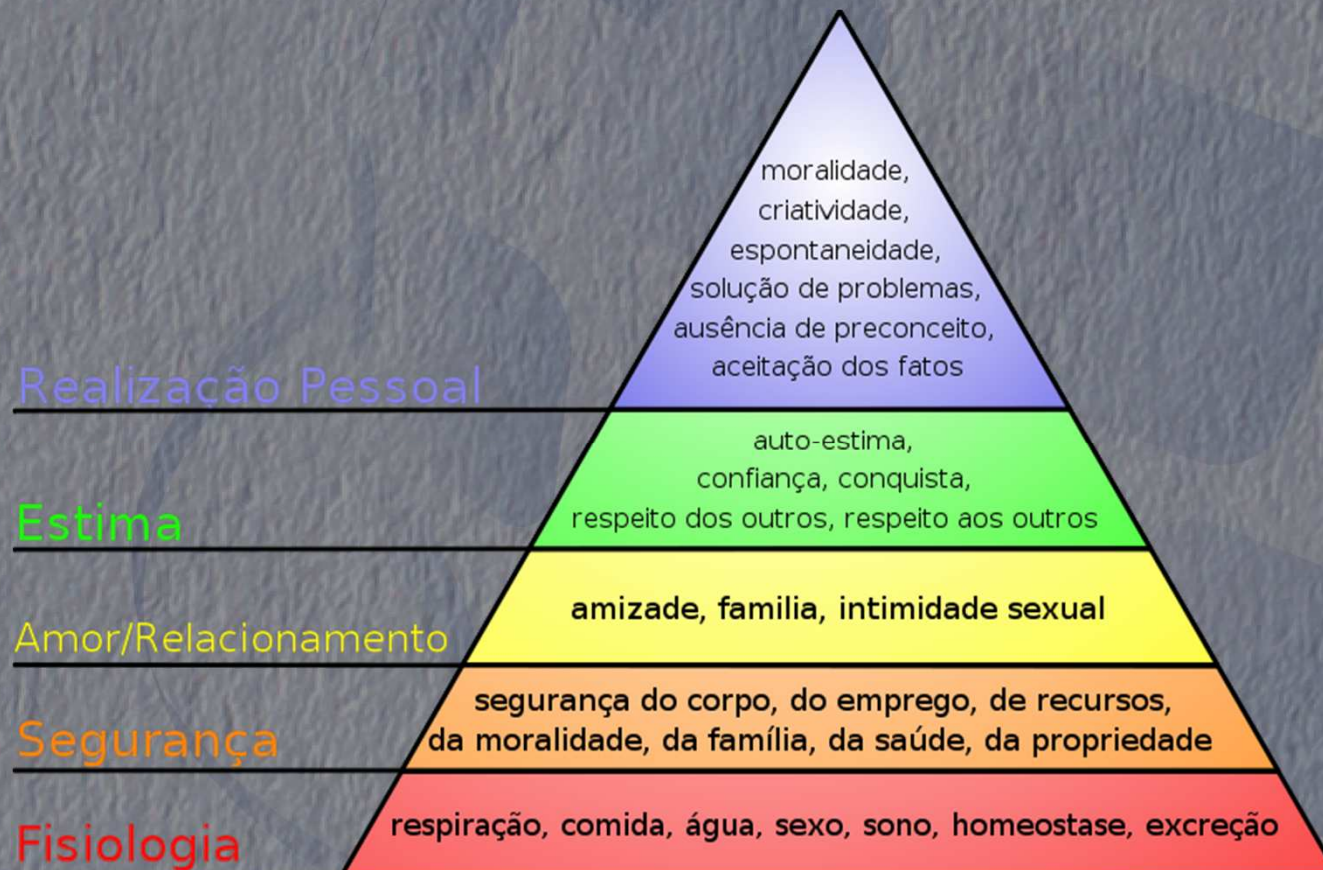 moralidade,
criatividade,
espontaneidade,
solução de problemas,
ausência de preconceito,
aceitação dos fatos
Realização Pessoal
auto-estima,
confiança, conquista,
respeito dos outros, respeito aos outros
Estima
amizade, familia, intimidade sexual
Amor/Relacionamento
segurança do corpo, do emprego, de recursos,
da moralidade, da família, da saúde, da propriedade
Segurança
respiração, comida, água, sexo, sono, homeostase, excreção
Fisiologia